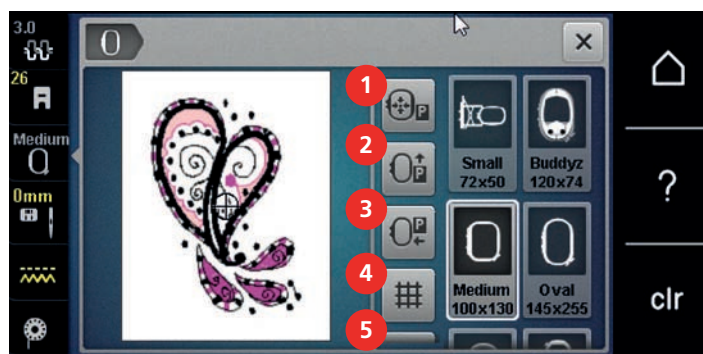 3.0
26
Medium
0mm
1
P
2
P
3
P
4
5
Small
72x50
Buddyz
120x74
Medium
100x130
Oval
145x255
?
clr